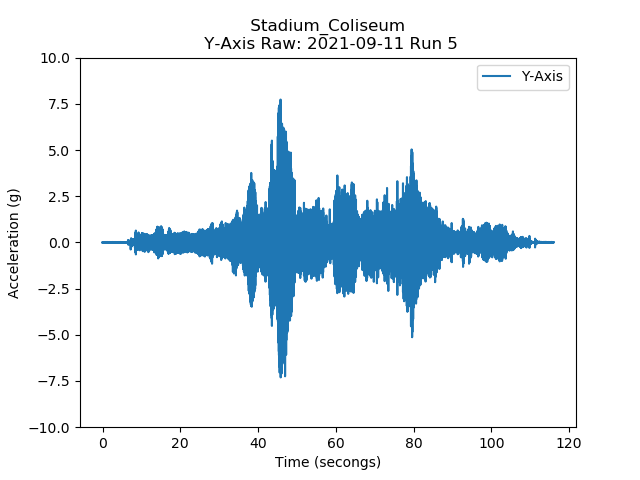 Stadium_Coliseum
Y-Axis Raw: 2021-09-11 Run 5
Y-Axis
10.0
7.5
5.0
2.5
0.0
−2.5
−5.0
−7.5
−10.0
Acceleration (g)
0 20 40 60 80 100 120
Time (secongs)